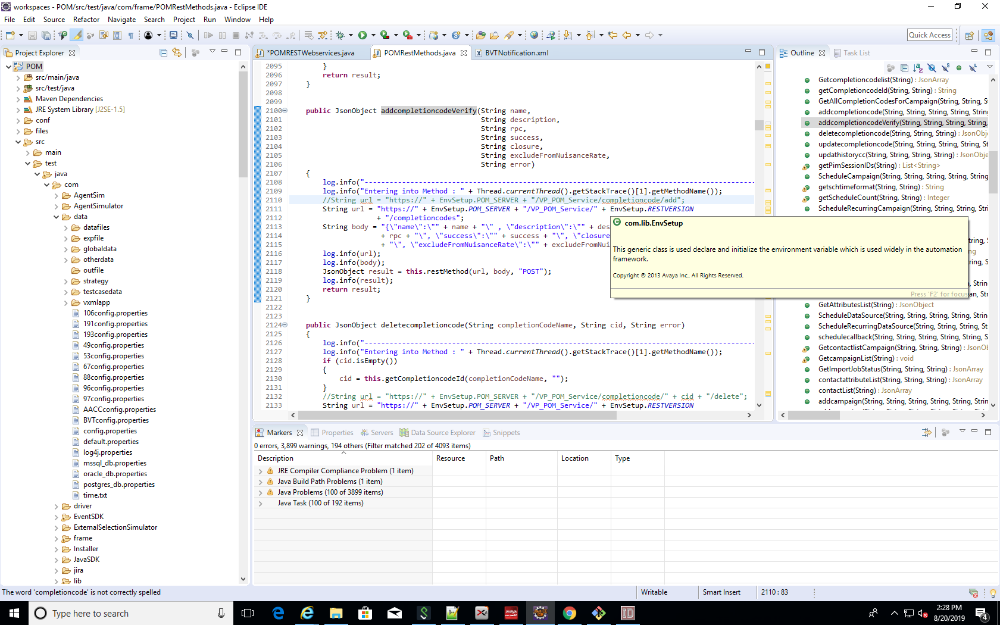 workspaces - POM/src/test/java/com/frame/POMRestMethods.java - Eclipse IDE
File Edit Source Refactor Navigate Search Project Run Window Help
Quick Access
Project Explorer
*POMRESTWebservices.java
POMRestMethods.java
BVTNotification.xml
Outline
Task List
POM
src/main/java
src/test/java
Maven Dependencies
JRE System Library [J2SE-1.5]
conf
files
src
main
test
java
com
AgentSim
AgentSimulator
data
datafiles
expfile
globaldata
otherdata
outfile
strategy
testcasedata
vxmlapp
106config.properties
191config.properties
193config.properties
49config.properties
53config.properties
67config.properties
88config.properties
96config.properties
97config.properties
AACCconfig.properties
BVTconfig.properties
config.properties
default.properties
log4j.properties
mssql_db.properties
oracle_db.properties
postgres_db.properties
time.txt
driver
EventSDK
ExternalSelectionSimulator
frame
Installer
JavaSDK
jira
lib
2095 }
2096 return result;
2097 }
2098
2099
2100 public JsonObject addcompletioncodeVerify(String name,
2101 String description,
2102 String rpc,
2103 String success,
2104 String closure,
2105 String excludeFromNuisanceRate,
2106 String error)
2107 {
2108 log.info("-----------------------------------------------------------------------------------------------
2109 log.info("Entering into Method : " + Thread.currentThread().getStackTrace()[1].getMethodName());
2110 //String url = "https://" + EnvSetup.POM_SERVER + "/VP_POM_Service/completioncode/add";
2111 String url = "https://" + EnvSetup.POM_SERVER + "/VP_POM_Service/" + EnvSetup.RESTVERSION
2112 + "/completioncodes";
2113 String body = "{\"name\":\"" + name + "\" , \"description\":\"" + des
2114 + rpc + "\", \"success\":\"" + success + "\", \"closure
2115 + "\", \"excludeFromNuisanceRate\":\"" + excludeFromNui
2116 log.info(url);
2117 log.info(body);
2118 JsonObject result = this.restMethod(url, body, "POST");
2119 log.info(result);
2120 return result;
2121 }
2122
2123
2124 public JsonObject deletecompletioncode(String completionCodeName, String cid, String error)
2125 {
2126 log.info("-----------------------------------------------------------------------------------------------
2127 log.info("Entering into Method : " + Thread.currentThread().getStackTrace()[1].getMethodName());
2128 if (cid.isEmpty())
2129 {
2130 cid = this.getCompletioncodeId(completionCodeName, "");
2131 }
2132 //String url = "https://" + EnvSetup.POM_SERVER + "/VP_POM_Service/completioncode/" + cid + "/delete";
2133 String url = "https://" + EnvSetup.POM_SERVER + "/VP_POM_Service/" + EnvSetup.RESTVERSION
com.lib.EnvSetup
This generic class is used declare and initialize the environment variable which is used widely in the automation
framework.
Copyright © 2013 Avaya Inc., All Rights Reserved.
Press 'F2' for focus
Getcompletioncodelist(String) : JsonArray
getCompletioncodeId(String, String) : String
GetAllCompletionCodesForCampaign(String, S
addcompletioncode(String, String, String, String
addcompletioncodeVerify(String, String, String,
deletecompletioncode(String, String, String) : JsonObj
updatecompletioncode(String, String, String, St
updathistorycc(String, String, String) : JsonObje
getPimSessionIDs(String) : List<String>
ScheduleCampaign(String, String, String, String
getschtimeformat(String, String) : String
getScheduleCount(String, String) : Integer
ScheduleRecurringCampaign(String, String, Str
GetAttributesList(String) : JsonObject
ScheduleDataSource(String, String, String, Strin
ScheduleRecurringDataSource(String, String, St
schedulecallback(String, String, String, String, S
GetcontactlistCampaign(String, String) : JsonO
GetcampaignList(String) : void
GetImportJobStatus(String, String) : JsonArray
contactattributeList(String, String) : JsonArray
contactList(String) : JsonArray
addcampaign(String, String, String, String, Strin
Markers
Properties
Servers
Data Source Explorer
Snippets
0 errors, 3,899 warnings, 194 others (Filter matched 202 of 4093 items)
Description Resource Path Location Type
JRE Compiler Compliance Problem (1 item)
Java Build Path Problems (1 item)
Java Problems (100 of 3899 items)
Java Task (100 of 192 items)
The word 'completioncode' is not correctly spelled
Writable
Smart Insert
2110 : 83
Type here to search
2:28 PM
8/20/2019
4